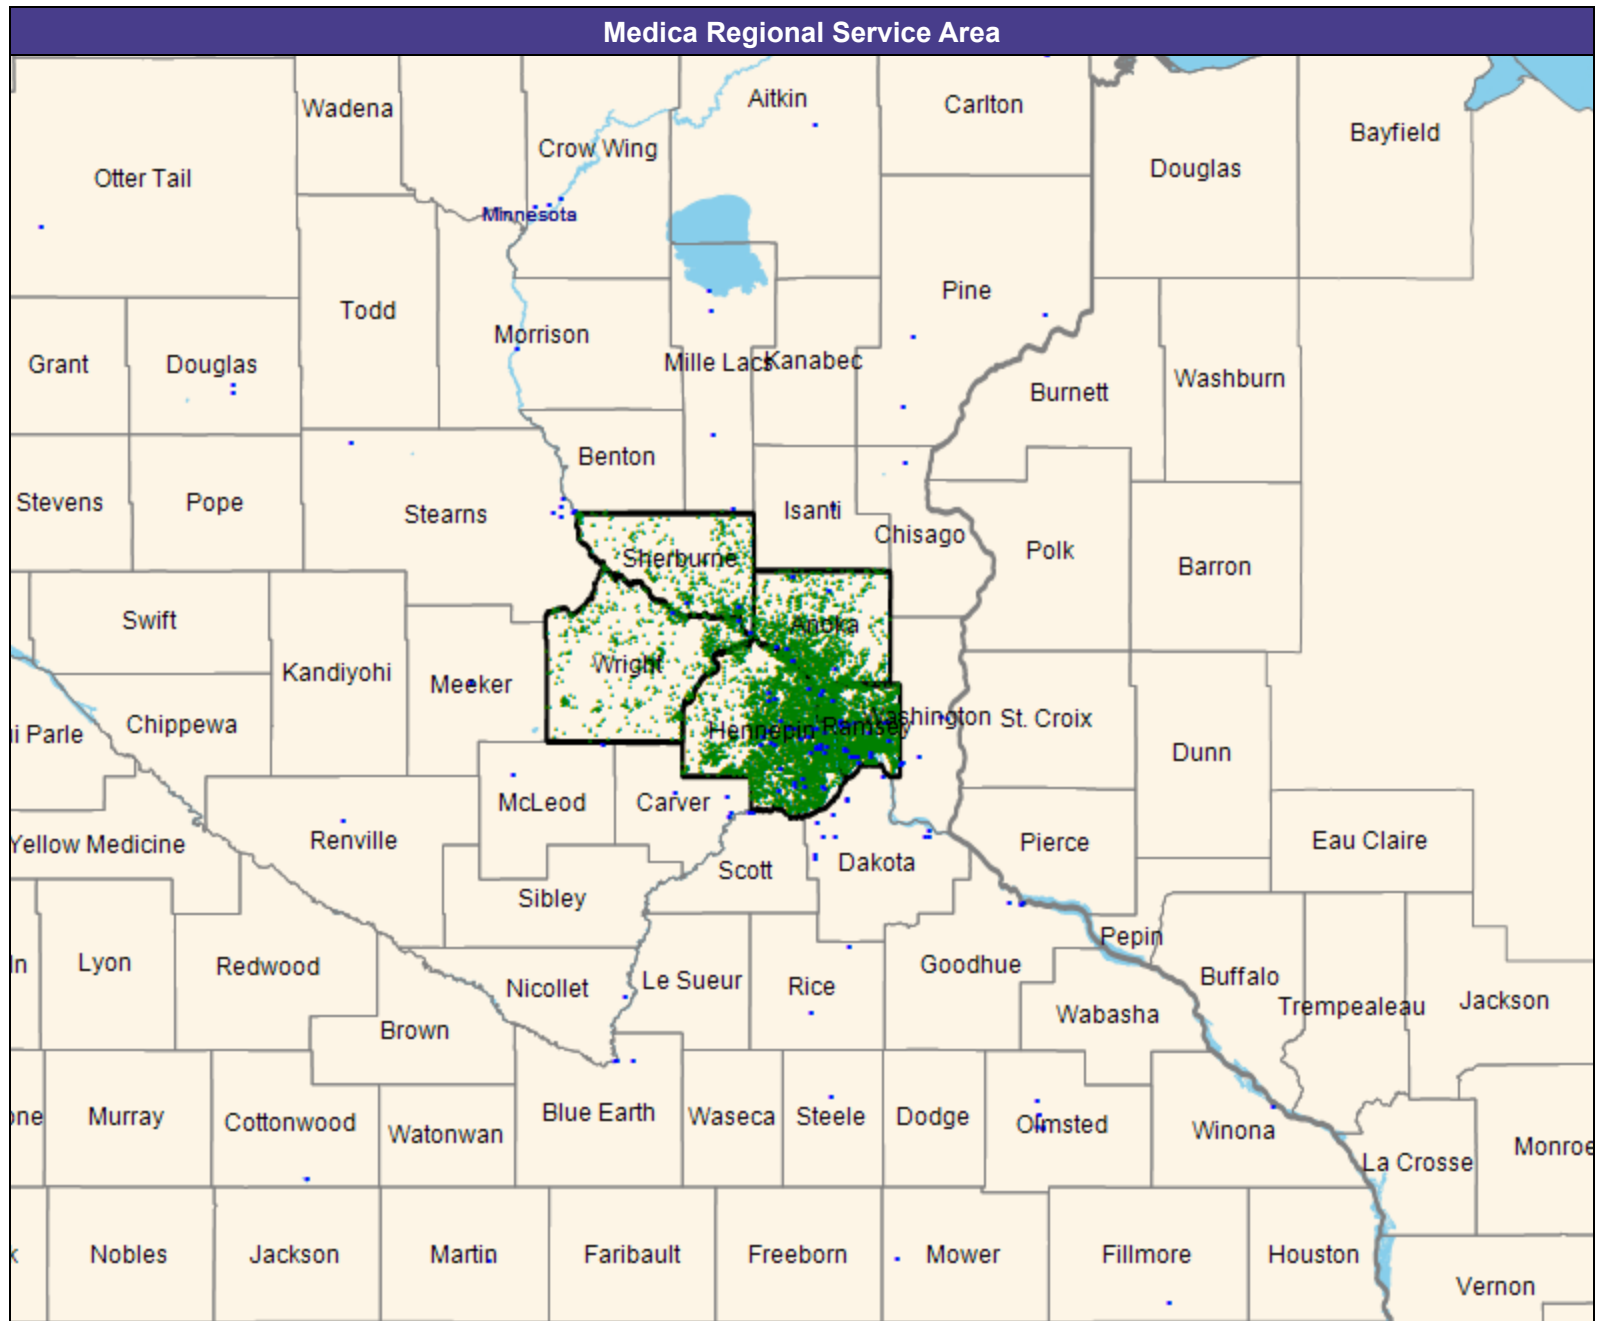 Medica Regional Service Area
Wadena
Aitkin
Carlton
Bayfield
Crow Wing
Douglas
Otter Tail
Minnesota
Pine
Todd
Morrison
Grant
Douglas
Mille Lacs
Kanabec
Washburn
Burnett
Benton
Stevens
Pope
Stearns
Isanti
Chisago
Polk
Barron
Sherburne
Swift
Anoka
Kandiyohi
Wright
Meeker
Chippewa
Washington
St. Croix
i Parle
Hennepin
Ramsey
Dunn
McLeod
Carver
Yellow Medicine
Renville
Pierce
Eau Claire
Scott
Dakota
Sibley
Pepin
ln
Lyon
Redwood
Goodhue
Buffalo
Le Sueur
Rice
Nicollet
Trempealeau
Jackson
Wabasha
Brown
one
Murray
Cottonwood
Blue Earth
Waseca
Steele
Dodge
Olmsted
Winona
Watonwan
Monroe
La Crosse
x
Nobles
Jackson
Martin
Faribault
Freeborn
Mower
Fillmore
Houston
Vernon